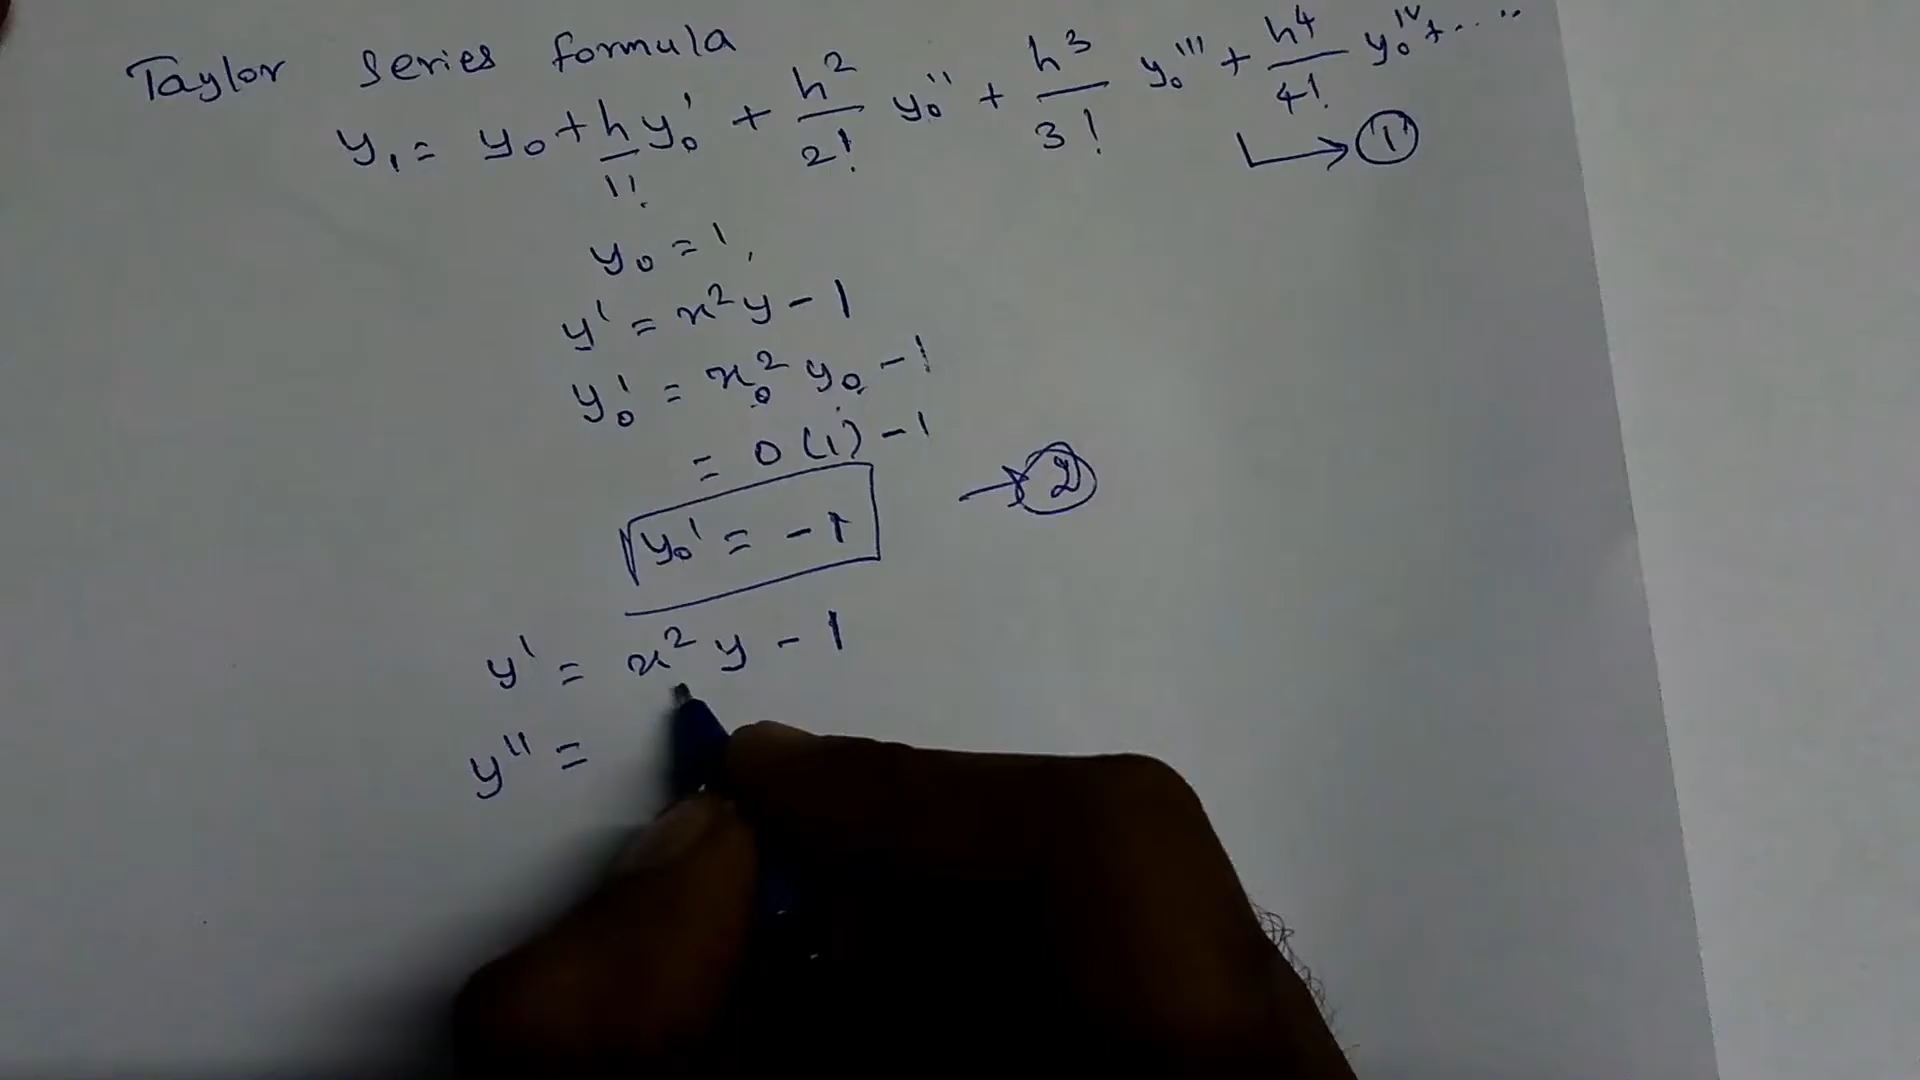 Taylor series formula
y₁ = y₀ + h/1! y₀' + h²/2! y₀'' + h³/3! y₀''' + h⁴/4! y₀ⁱⱽ + .....
→ ①
y₀ = 1,
y' = x²y - 1
y₀' = x₀² y₀ - 1
= 0(1) - 1
y₀' = -1 → ②
y' = x²y - 1
y'' =